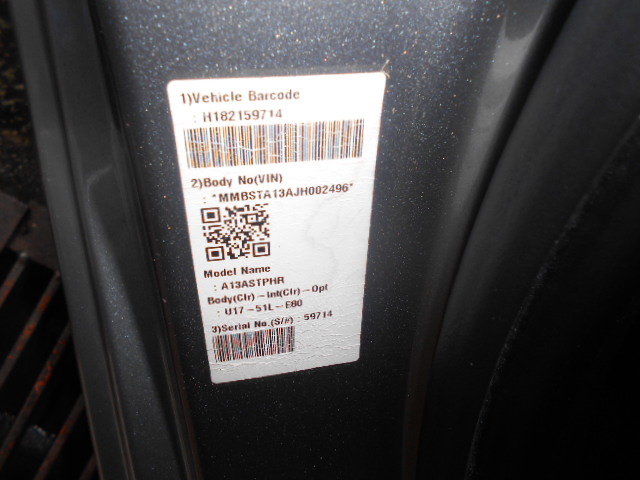 1)Vehicle Barcode
: H182159714
2)Body No(VIN)
: *MMBSTA13AJH002496*
Model Name
: A13ASTPHR
Body(Clr)-Int(Clr)-Opt
: U17-51L-E80
3)Serial No.(S/#) : 59714